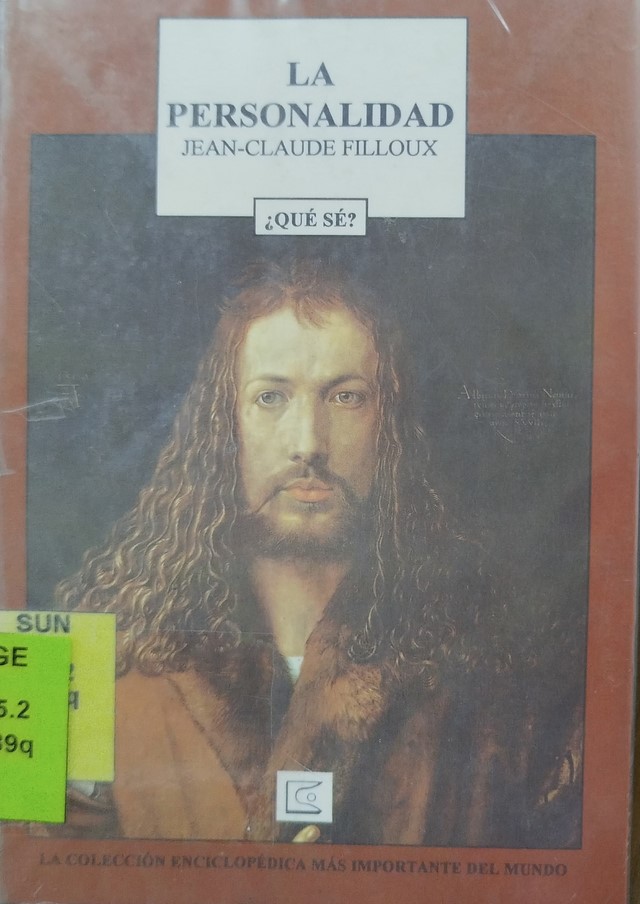 LA
PERSONALIDAD
JEAN-CLAUDE FILLOUX
¿QUÉ SÉ?
SUN
GE
5.2
39q
LA COLECCIÓN ENCICLOPÉDICA MÁS IMPORTANTE DEL MUNDO